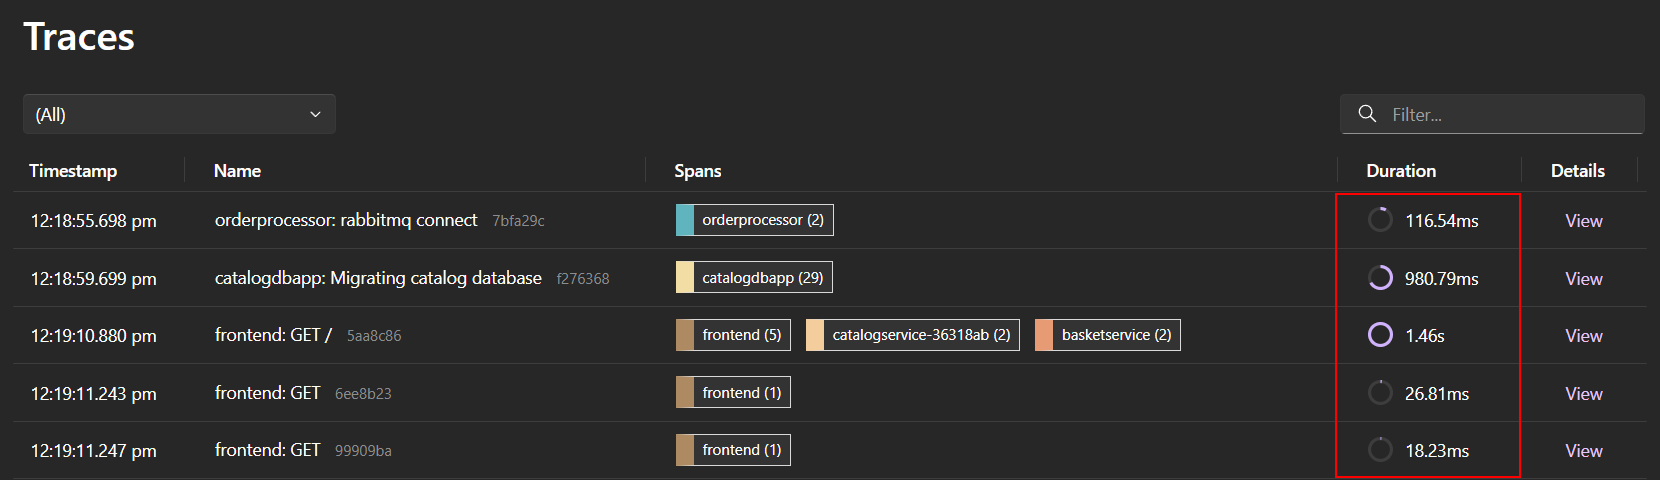 Traces
(All)
Filter...
Timestamp Name Spans Duration Details
12:18:55.698 pm orderprocessor: rabbitmq connect 7bfa29c orderprocessor (2) 116.54ms View
12:18:59.699 pm catalogdbapp: Migrating catalog database f276368 catalogdbapp (29) 980.79ms View
12:19:10.880 pm frontend: GET / 5aa8c86 frontend (5) catalogservice-36318ab (2) basketservice (2) 1.46s View
12:19:11.243 pm frontend: GET 6ee8b23 frontend (1) 26.81ms View
12:19:11.247 pm frontend: GET 99909ba frontend (1) 18.23ms View